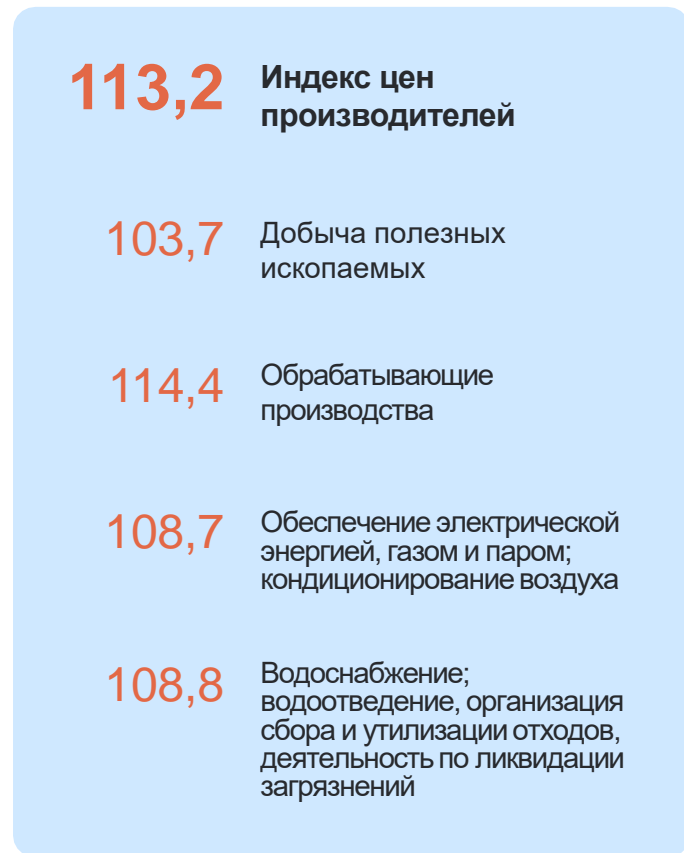 113,2 Индекс цен
производителей
103,7 Добыча полезных
ископаемых
114,4 Обрабатывающие
производства
108,7 Обеспечение электрической
энергией, газом и паром;
кондиционирование воздуха
108,8 Водоснабжение;
водоотведение, организация
сбора и утилизации отходов,
деятельность по ликвидации
загрязнений